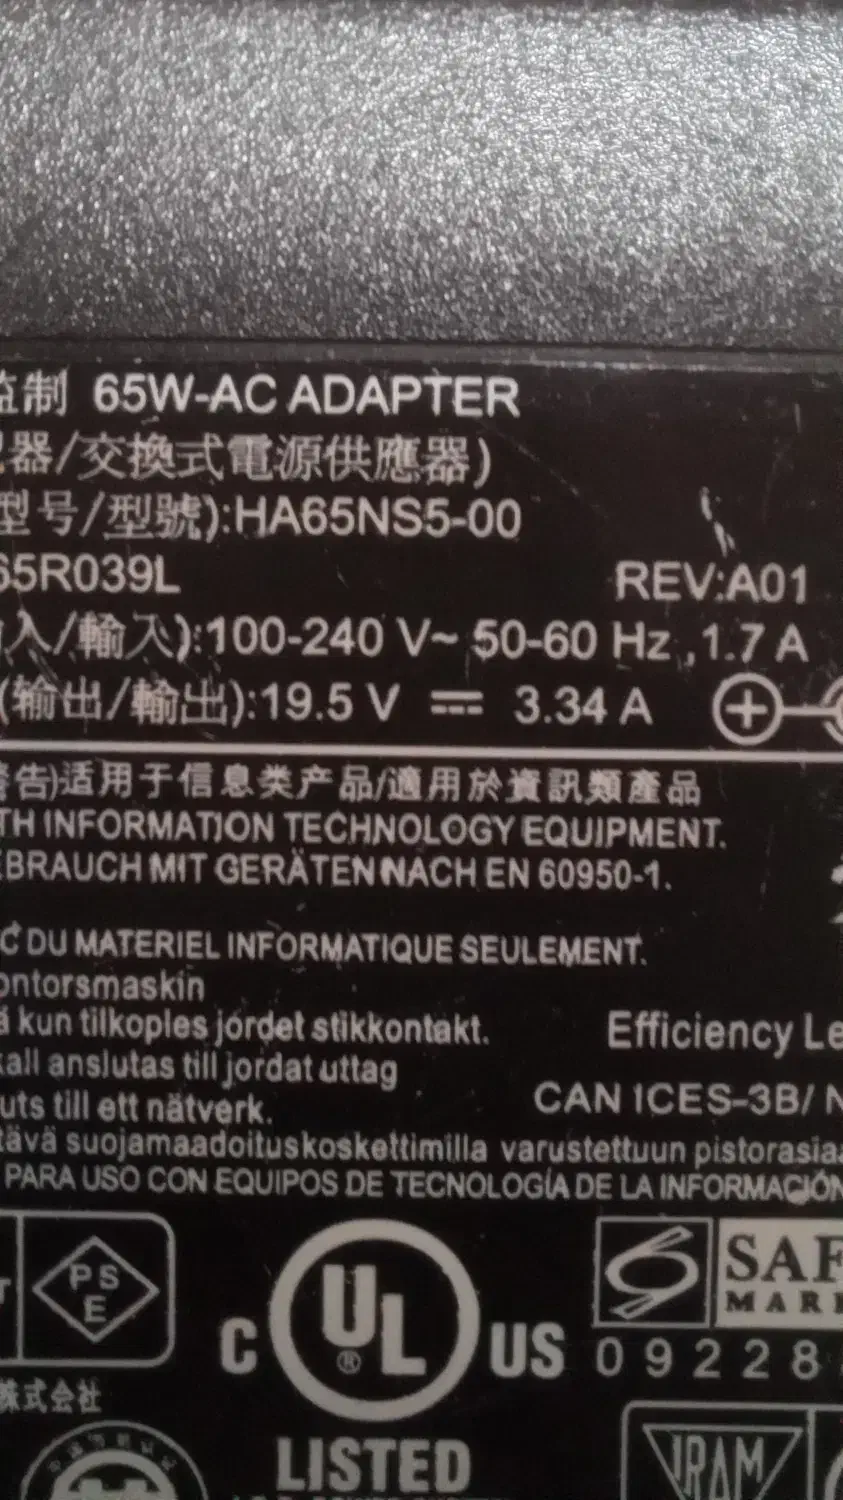 监制 65W-AC ADAPTER
器/交換式電源供應器)
型号/型號):HA65NS5-00
65R039L REV:A01
入/輸入):100-240 V~ 50-60 Hz ,1.7 A
(输出/輸出):19.5 V ⎓ 3.34 A
警告)适用于信息类产品/適用於資訊類產品
TH INFORMATION TECHNOLOGY EQUIPMENT.
EBRAUCH MIT GERÄTEN NACH EN 60950-1.
C DU MATERIEL INFORMATIQUE SEULEMENT.
ontorsmaskin
å kun tilkoples jordet stikkontakt. Efficiency Le
kall anslutas till jordat uttag
uts till ett nätverk. CAN ICES-3B/ N
tävä suojamaadoituskoskettimilla varustettuun pistorasiaa
PARA USO CON EQUIPOS DE TECNOLOGÍA DE LA INFORMACIÓN
PS
E
C UL® US
SAF
MAR
09228
株式会社
LISTED
IRAM